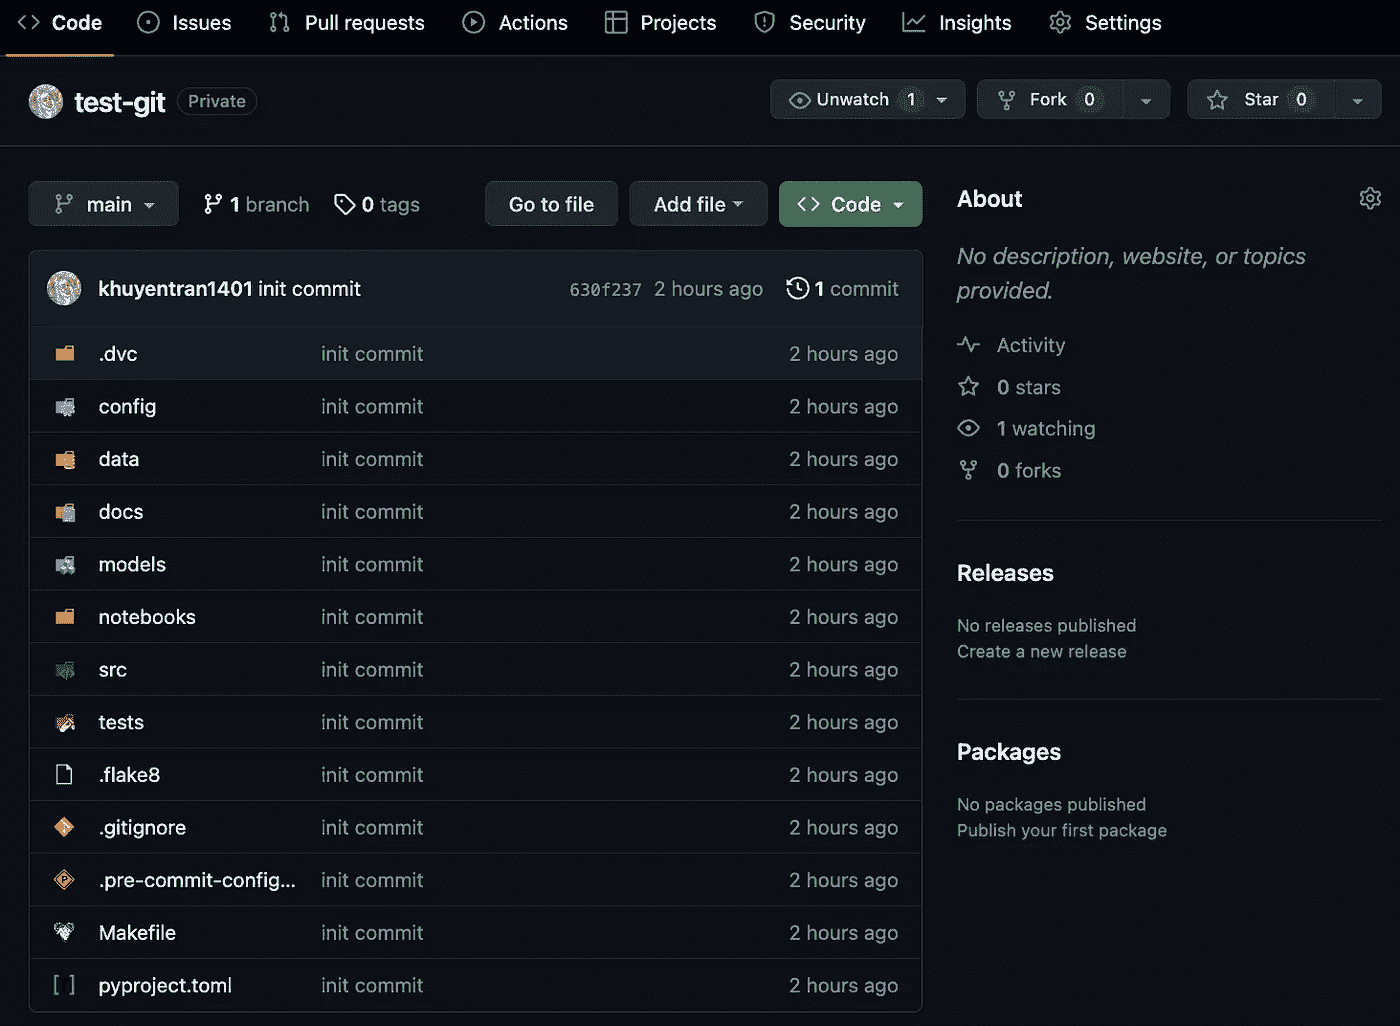 Code Issues Pull requests Actions Projects Security Insights Settings
test-git Private Unwatch 1 Fork 0 Star 0
main 1 branch 0 tags Go to file Add file Code
khuyentran1401 init commit 630f237 2 hours ago 1 commit
.dvc init commit 2 hours ago
config init commit 2 hours ago
data init commit 2 hours ago
docs init commit 2 hours ago
models init commit 2 hours ago
notebooks init commit 2 hours ago
src init commit 2 hours ago
tests init commit 2 hours ago
.flake8 init commit 2 hours ago
.gitignore init commit 2 hours ago
.pre-commit-config... init commit 2 hours ago
Makefile init commit 2 hours ago
pyproject.toml init commit 2 hours ago
About
No description, website, or topics
provided.
Activity
0 stars
1 watching
0 forks
Releases
No releases published
Create a new release
Packages
No packages published
Publish your first package